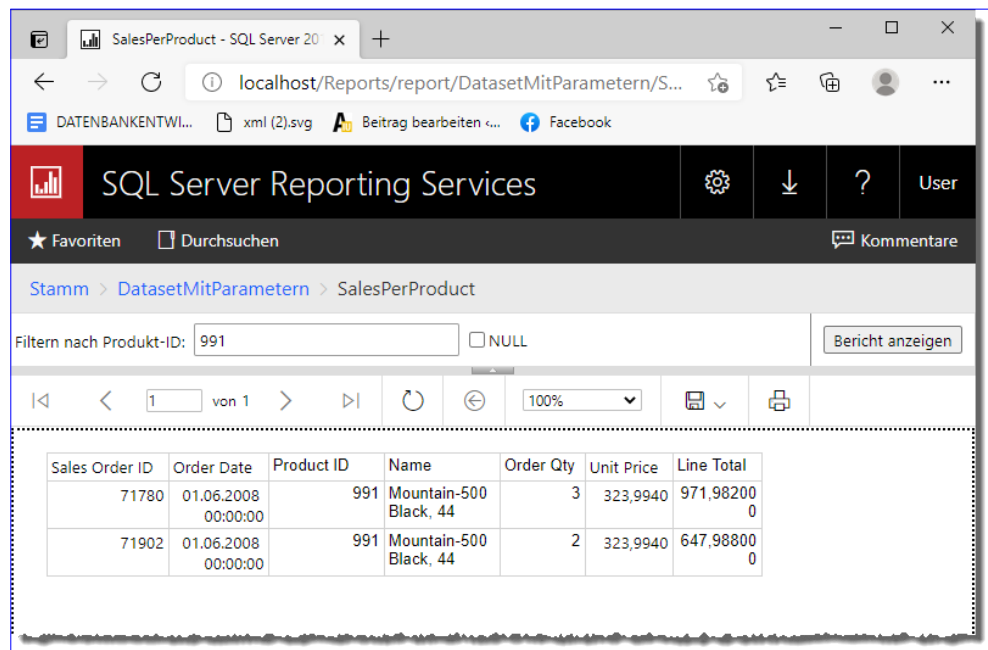 SalesPerProduct - SQL Server 20
localhost/Reports/report/DatasetMitParametern/S...
DATENBANKENTWI...
xml (2).svg
Beitrag bearbeiten ‹...
Facebook
SQL Server Reporting Services
?
User
Favoriten
Durchsuchen
Kommentare
Stamm > DatasetMitParametern > SalesPerProduct
Filtern nach Produkt-ID: 991
NULL
Bericht anzeigen
1 von 1
100%
Sales Order ID Order Date Product ID Name Order Qty Unit Price Line Total
71780 01.06.2008 991 Mountain-500 3 323,9940 971,98200
00:00:00 Black, 44 0
71902 01.06.2008 991 Mountain-500 2 323,9940 647,98800
00:00:00 Black, 44 0